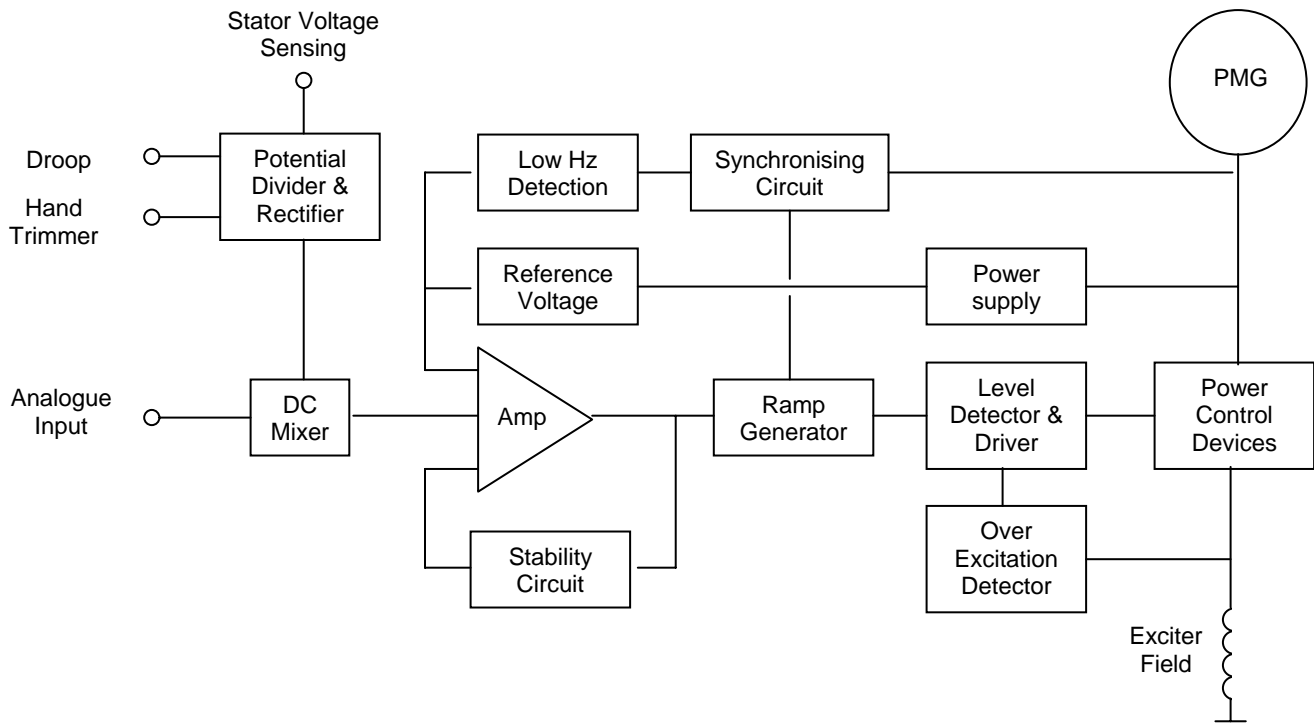 Stator Voltage
Sensing
PMG
Droop
Hand
Trimmer
Potential
Divider &
Rectifier
Low Hz
Detection
Synchronising
Circuit
Reference
Voltage
Power
supply
Analogue
Input
DC
Mixer
Amp
Ramp
Generator
Level
Detector &
Driver
Power
Control
Devices
Stability
Circuit
Over
Excitation
Detector
Exciter
Field